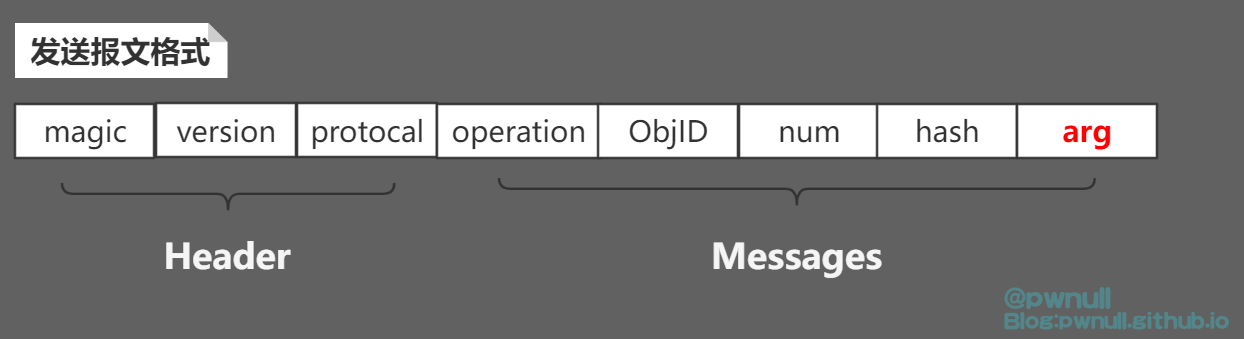 发送报文格式
magic version protocal operation ObjID num hash arg
Header Messages
@pwnull
Blog:pwnull.github.io